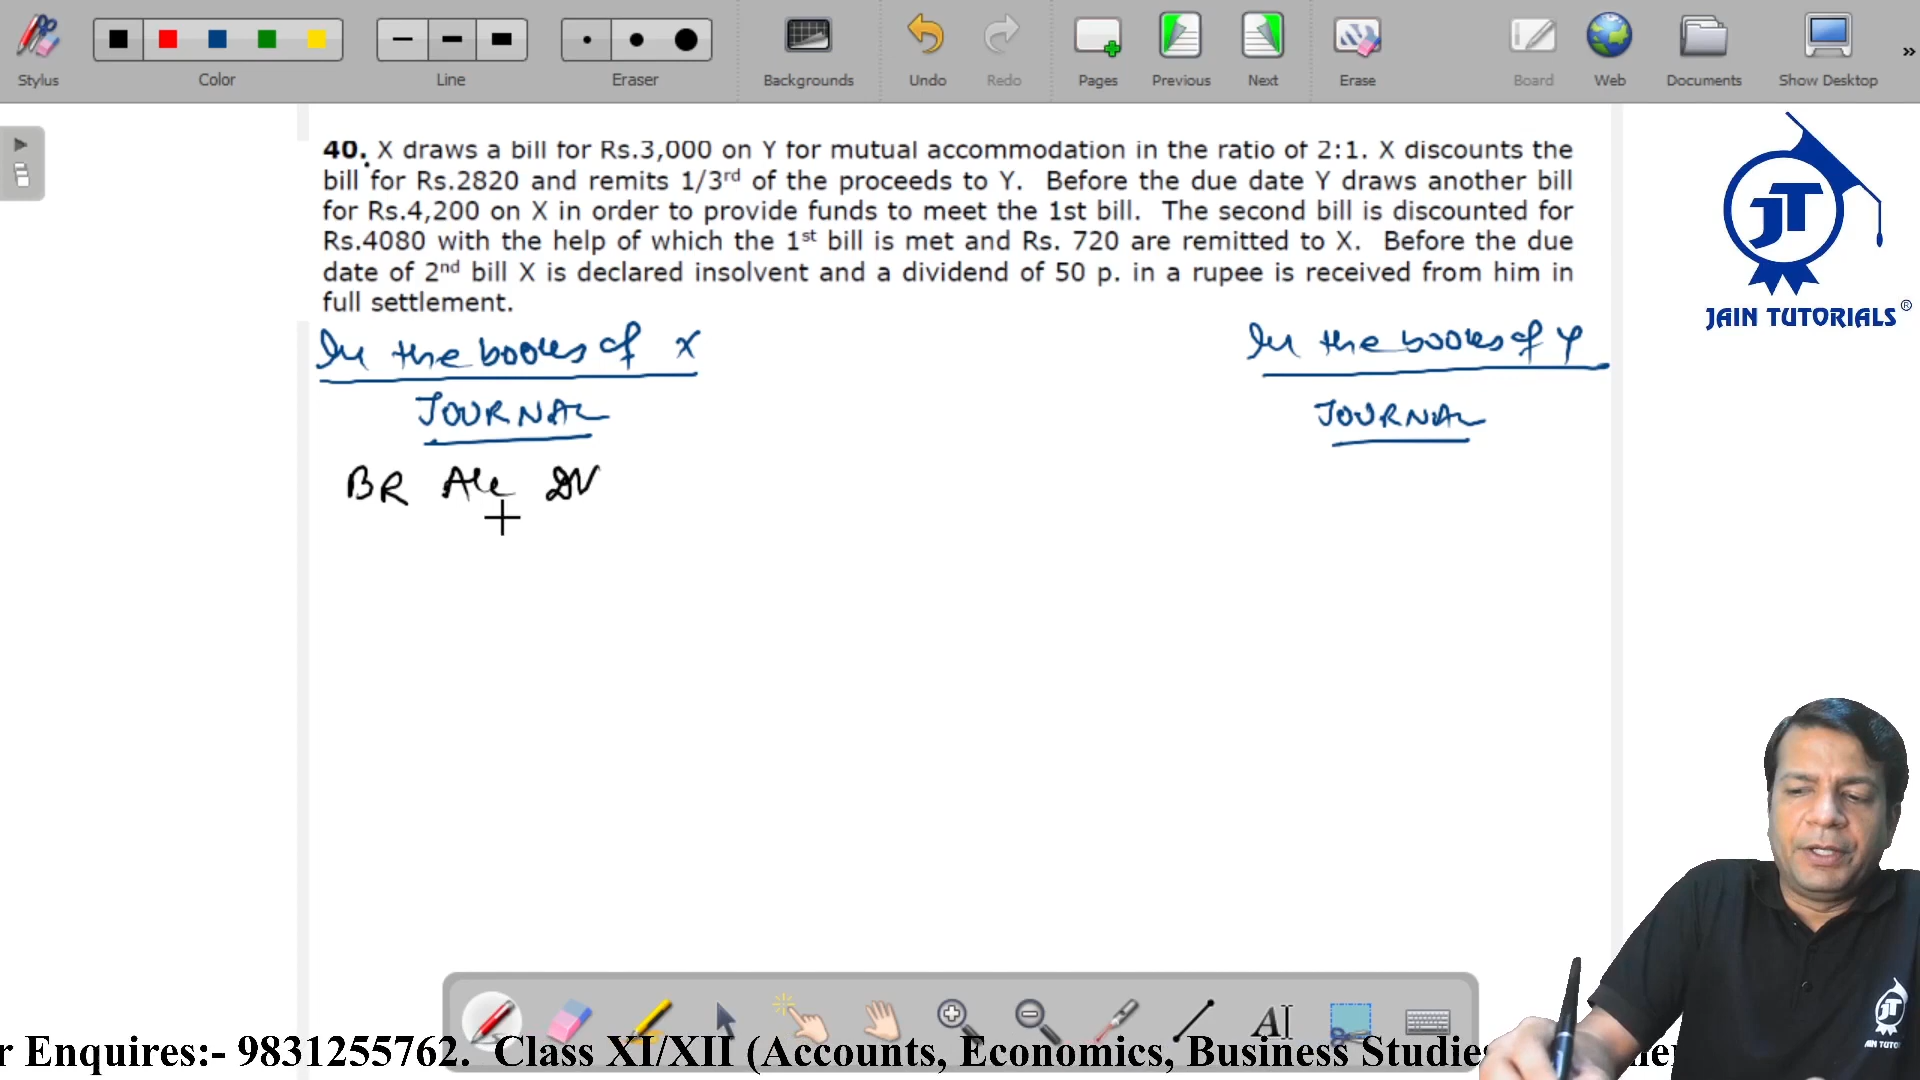 Stylus
Color
Line
Eraser
Backgrounds
Undo
Redo
Pages
Previous
Next
Erase
Board
Web
Documents
Show Desktop
»
40. X draws a bill for Rs.3,000 on Y for mutual accommodation in the ratio of 2:1. X discounts the
bill for Rs.2820 and remits 1/3rd of the proceeds to Y. Before the due date Y draws another bill
for Rs.4,200 on X in order to provide funds to meet the 1st bill. The second bill is discounted for
Rs.4080 with the help of which the 1st bill is met and Rs. 720 are remitted to X. Before the due
date of 2nd bill X is declared insolvent and a dividend of 50 p. in a rupee is received from him in
full settlement.
JT
JAIN TUTORIALS®
In the books of X
In the books of Y
JOURNAL
JOURNAL
BR A/c
JT
AI
r Enquires:- 9831255762. Class XI/XII (Accounts, Economics, Business Studies